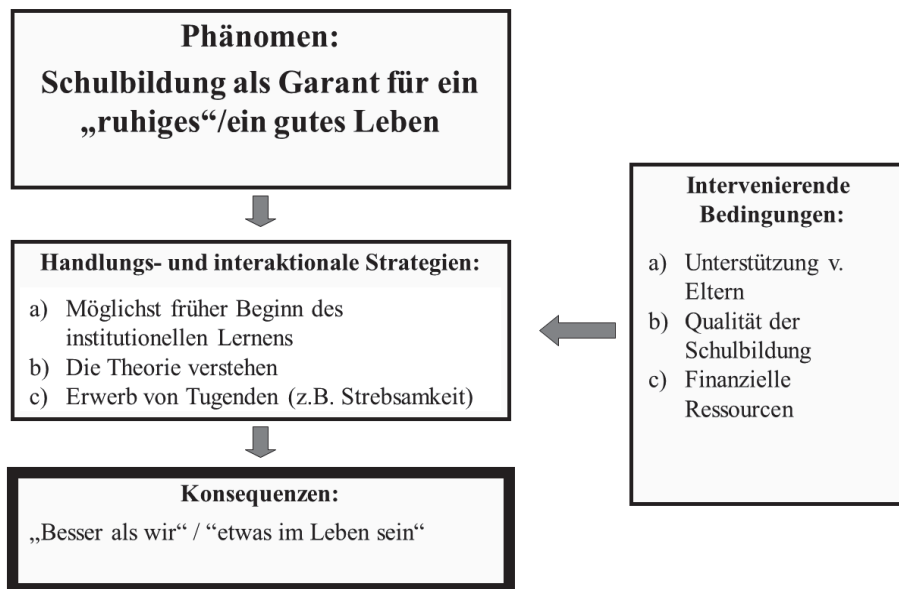 Phänomen:
Schulbildung als Garant für ein
„ruhiges“/ein gutes Leben
Handlungs- und interaktionale Strategien:
a) Möglichst früher Beginn des
institutionellen Lernens
b) Die Theorie verstehen
c) Erwerb von Tugenden (z.B. Strebsamkeit)
Konsequenzen:
„Besser als wir“ / “etwas im Leben sein“
Intervenierende
Bedingungen:
a) Unterstützung v.
Eltern
b) Qualität der
Schulbildung
c) Finanzielle
Ressourcen